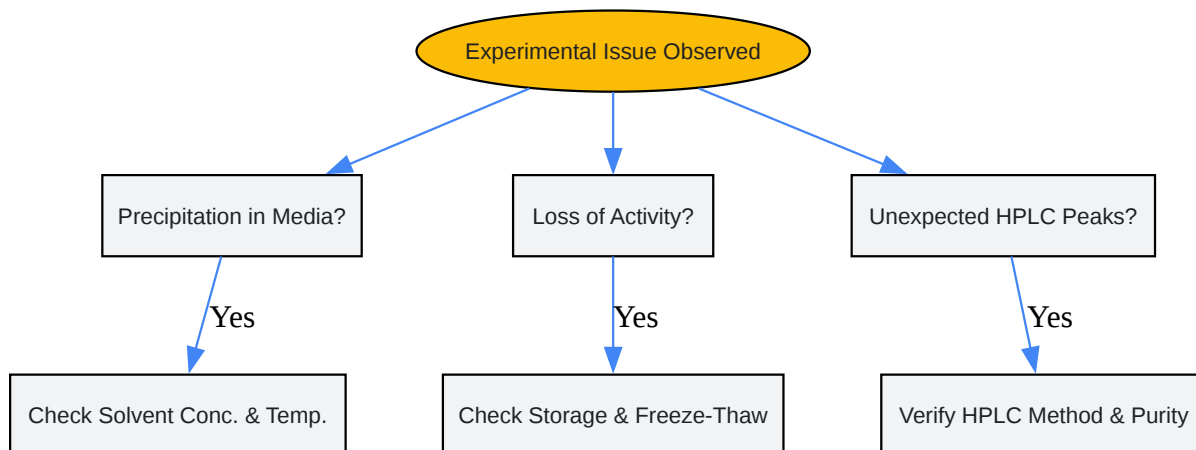 Experimental Issue Observed
Precipitation in Media?
Loss of Activity?
Unexpected HPLC Peaks?
Yes
Yes
Yes
Check Solvent Conc. & Temp.
Check Storage & Freeze-Thaw
Verify HPLC Method & Purity